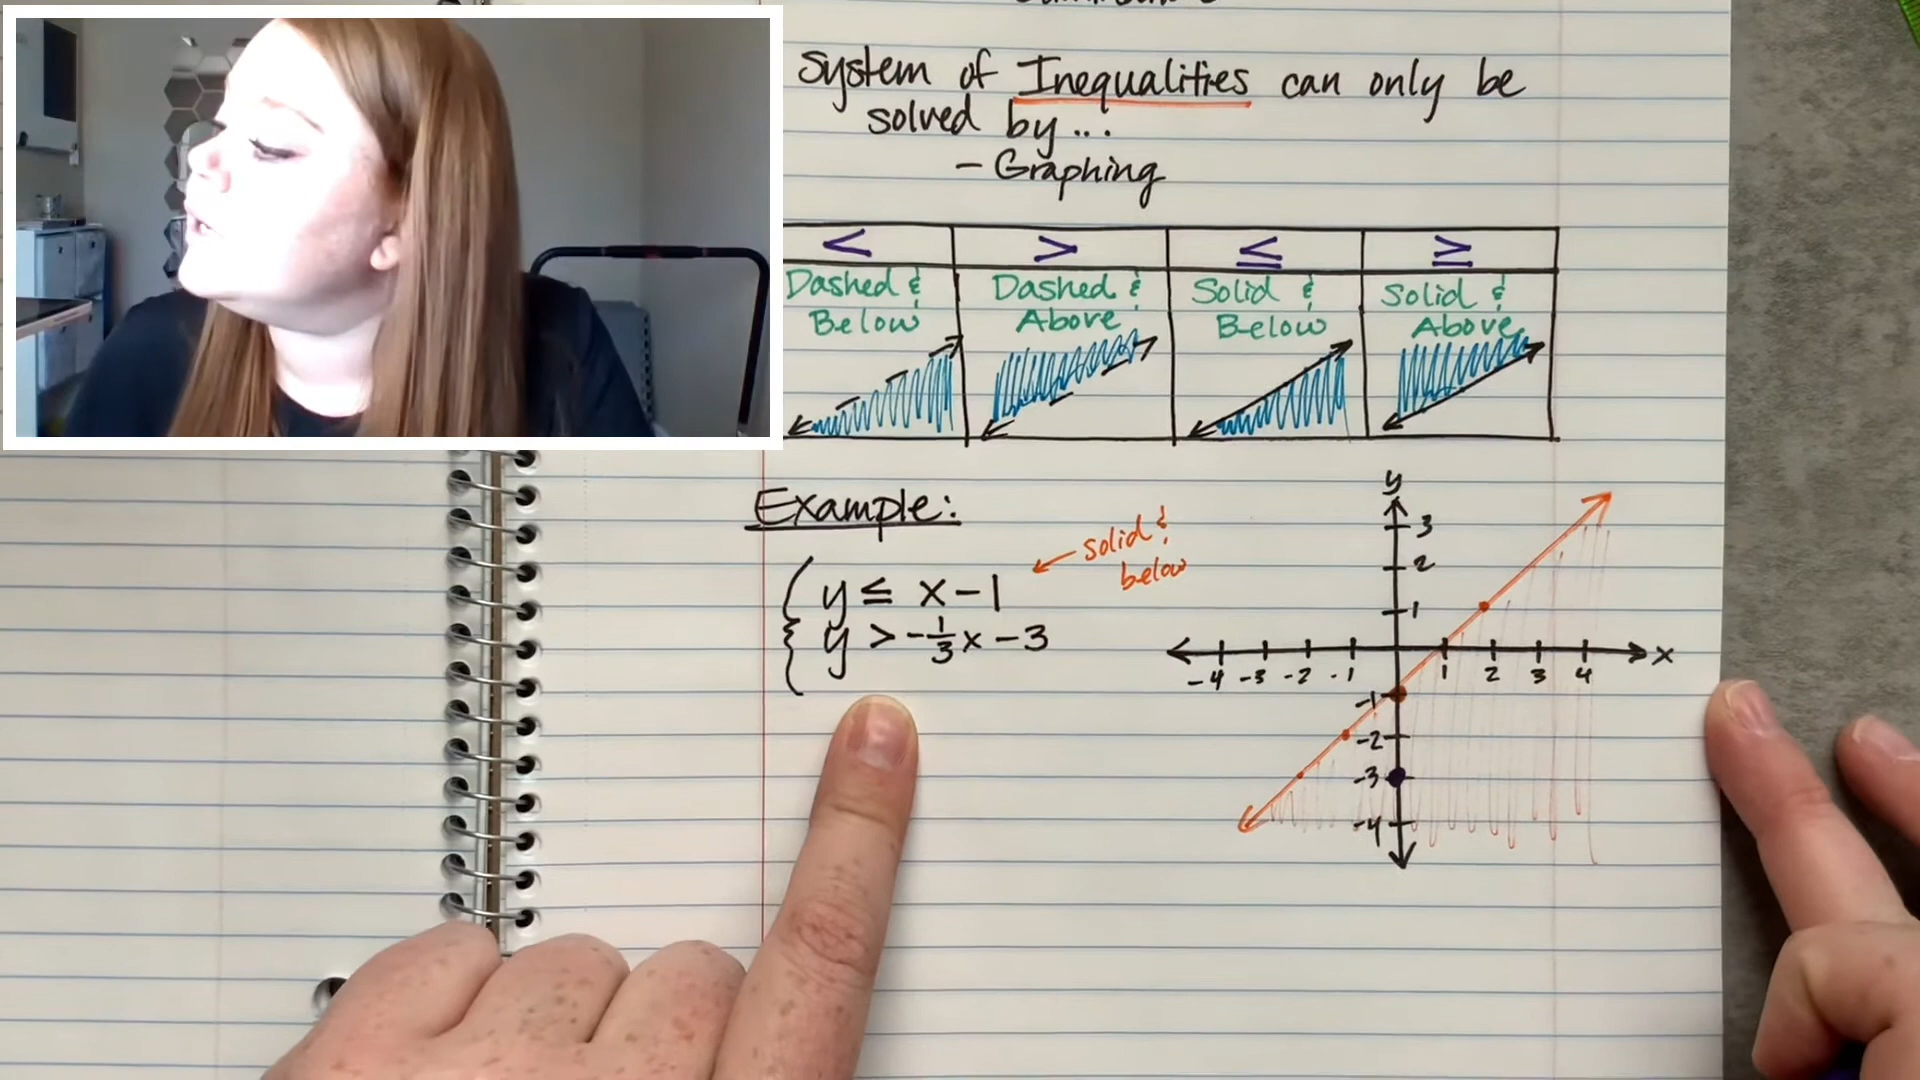 System of Inequalities can only be
solved by...
- Graphing
< > ≤ ≥
Dashed & Dashed & Solid & Solid &
Below Above Below Above
Example:
solid &
below
y ≤ x - 1
y > -1/3x - 3
y
3
2
1
-4 -3 -2 -1 1 2 3 4 x
-1
-2
-3
-4